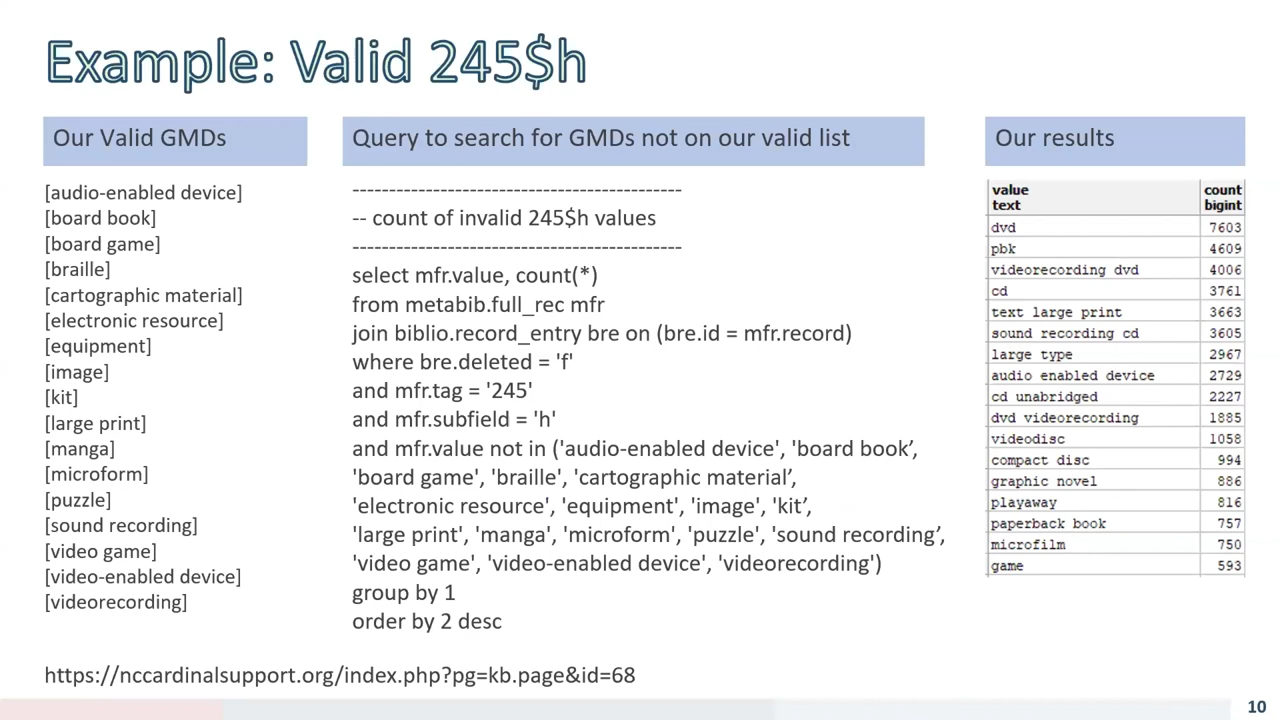 Example: Valid 245$h
Our Valid GMDs
[audio-enabled device]
[board book]
[board game]
[braille]
[cartographic material]
[electronic resource]
[equipment]
[image]
[kit]
[large print]
[manga]
[microform]
[puzzle]
[sound recording]
[video game]
[video-enabled device]
[videorecording]
Query to search for GMDs not on our valid list
---------------------------------------------
-- count of invalid 245$h values
---------------------------------------------
select mfr.value, count(*)
from metabib.full_rec mfr
join biblio.record_entry bre on (bre.id = mfr.record)
where bre.deleted = 'f'
and mfr.tag = '245'
and mfr.subfield = 'h'
and mfr.value not in ('audio-enabled device', 'board book’,
'board game', 'braille', 'cartographic material’,
'electronic resource', 'equipment', 'image', 'kit’,
'large print', 'manga', 'microform', 'puzzle', 'sound recording’,
'video game', 'video-enabled device', 'videorecording')
group by 1
order by 2 desc
Our results
value count
text bigint
dvd 7603
pbk 4609
videorecording dvd 4006
cd 3761
text large print 3663
sound recording cd 3605
large type 2967
audio enabled device 2729
cd unabridged 2227
dvd videorecording 1885
videodisc 1058
compact disc 994
graphic novel 886
playaway 816
paperback book 757
microfilm 750
game 593
https://nccardinalsupport.org/index.php?pg=kb.page&id=68
10